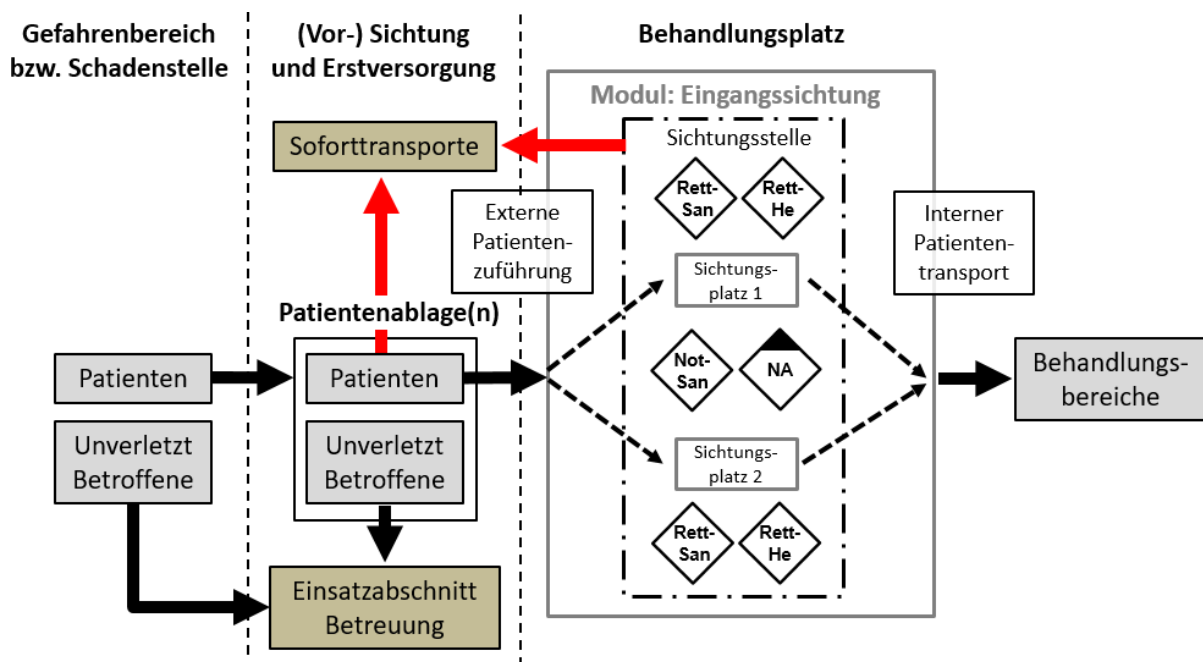 Gefahrenbereich
bzw. Schadenstelle
(Vor-) Sichtung
und Erstversorgung
Behandlungsplatz
Modul: Eingangssichtung
Soforttransporte
Sichtungsstelle
Rett-
San
Rett-
He
Externe
Patienten-
zuführung
Interner
Patienten-
transport
Sichtungs-
platz 1
Patientenablage(n)
Patienten
Patienten
Not-
San
NA
Behandlungs-
bereiche
Unverletzt
Betroffene
Unverletzt
Betroffene
Sichtungs-
platz 2
Rett-
San
Rett-
He
Einsatzabschnitt
Betreuung